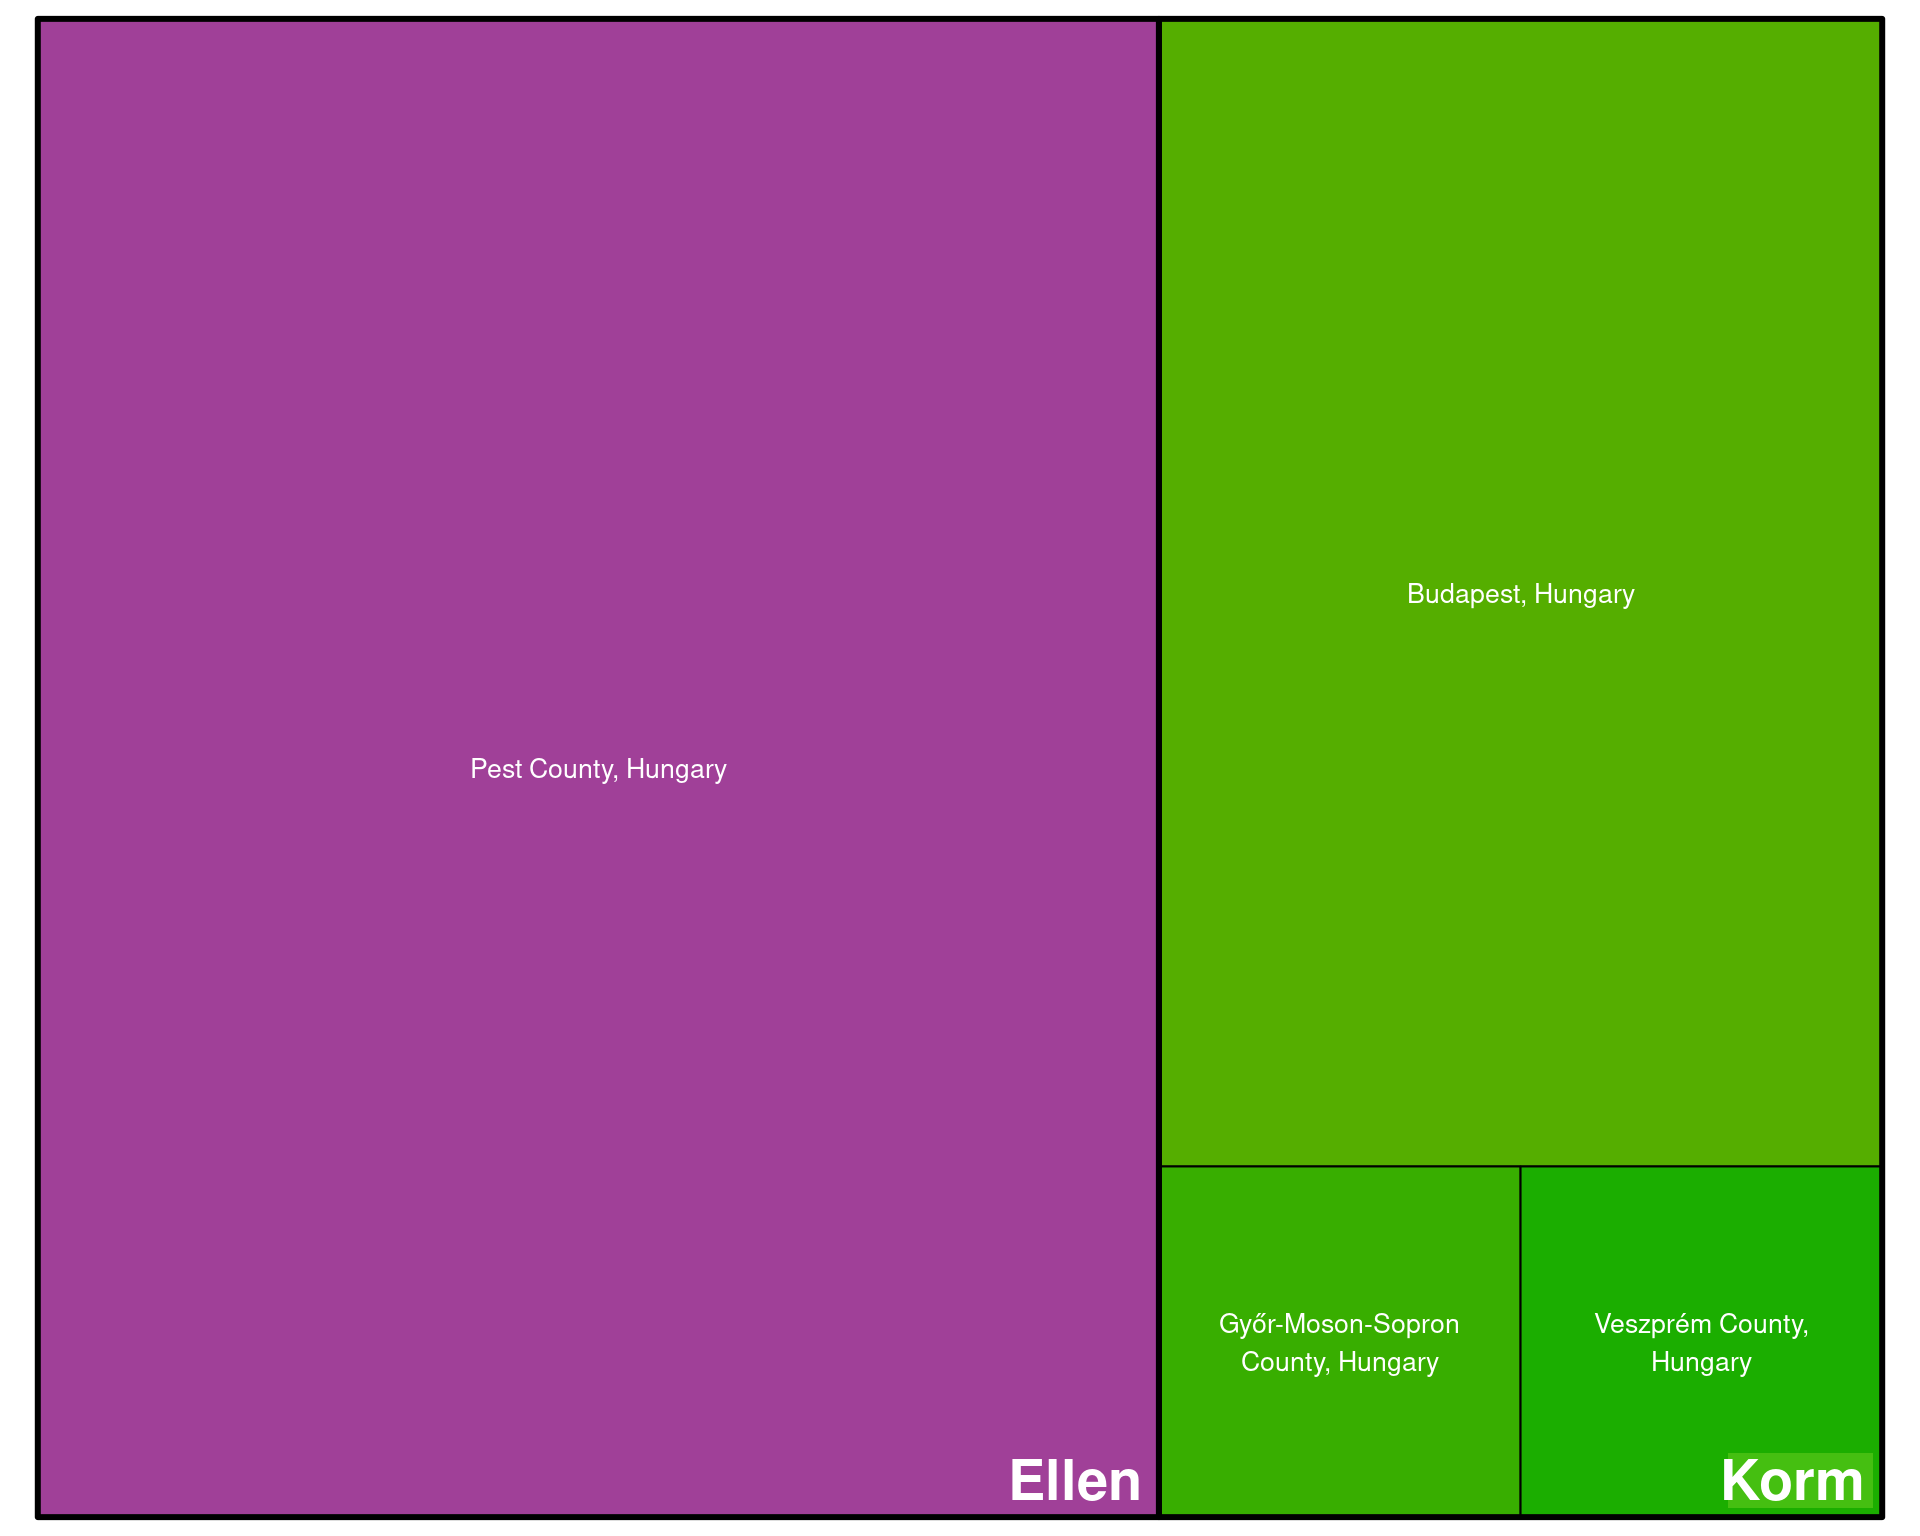 Pest County, Hungary
Ellen
Budapest, Hungary
Győr-Moson-Sopron
County, Hungary
Veszprém County,
Hungary
Korm